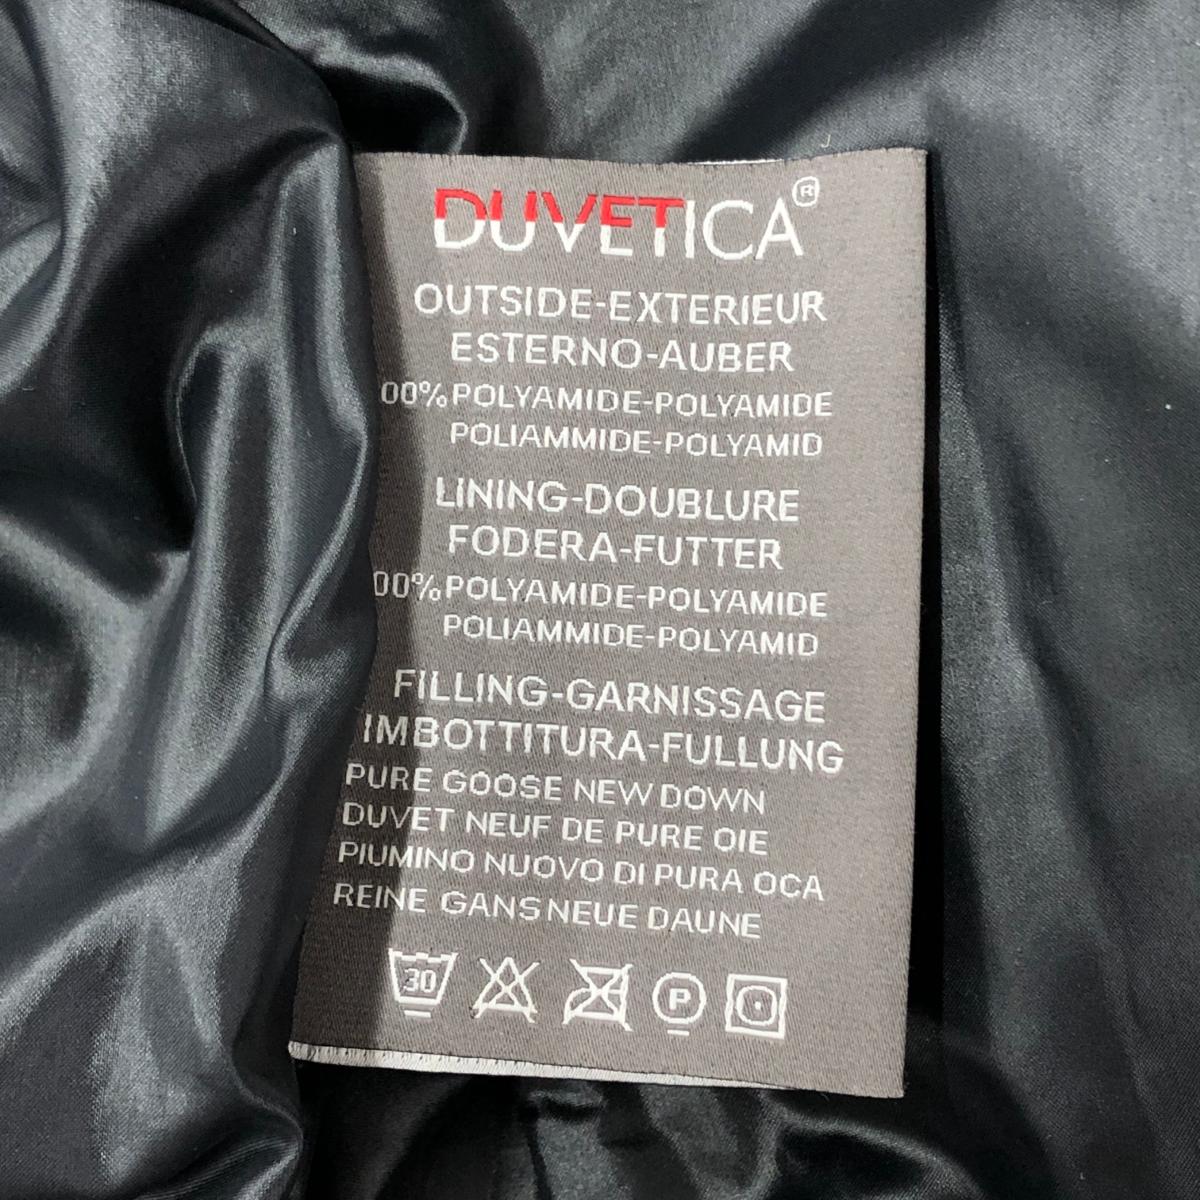 DUVETICA®
OUTSIDE-EXTERIEUR
ESTERNO-AUBER
00%POLYAMIDE-POLYAMIDE
POLIAMMIDE-POLYAMID
LINING-DOUBLURE
FODERA-FUTTER
00%POLYAMIDE-POLYAMIDE
POLIAMMIDE-POLYAMID
FILLING-GARNISSAGE
IMBOTTITURA-FULLUNG
PURE GOOSE NEW DOWN
DUVET NEUF DE PURE OIE
PIUMINO NUOVO DI PURA OCA
REINE GANS NEUE DAUNE
30 P